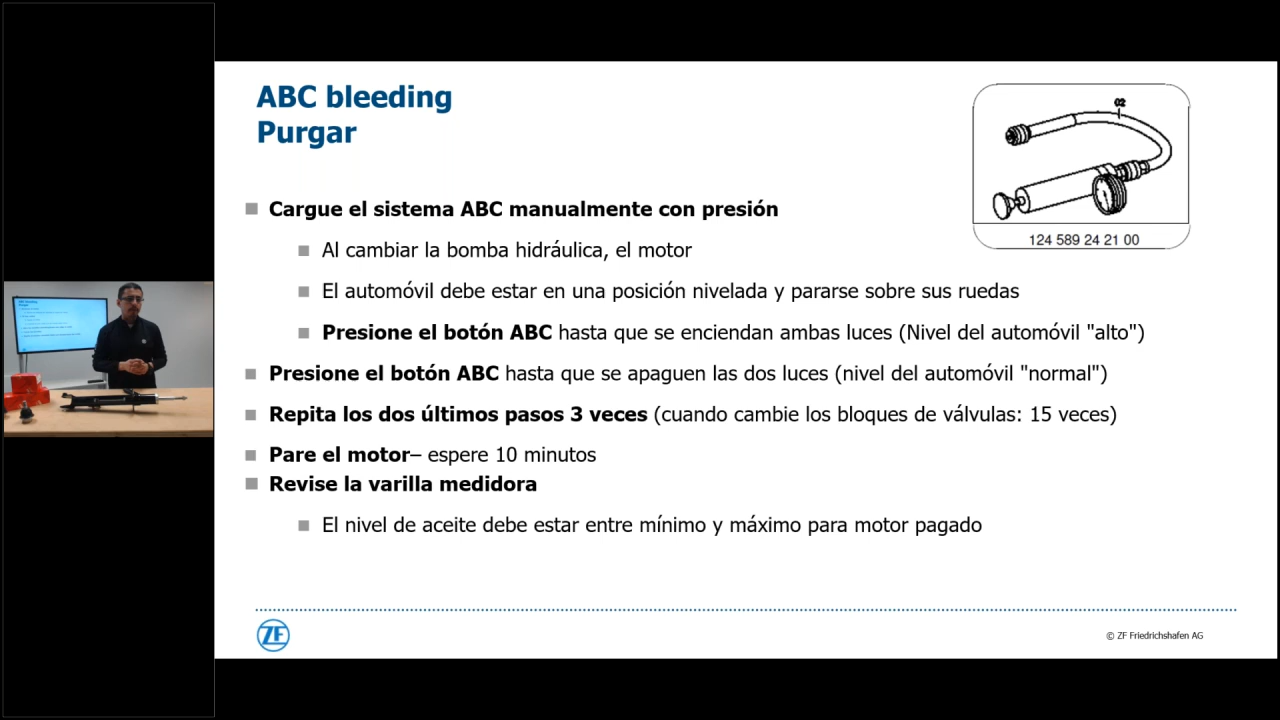 ABC bleeding
Purgar
02
124 589 24 21 00
Cargue el sistema ABC manualmente con presión
Al cambiar la bomba hidráulica, el motor
El automóvil debe estar en una posición nivelada y pararse sobre sus ruedas
Presione el botón ABC hasta que se enciendan ambas luces (Nivel del automóvil "alto")
Presione el botón ABC hasta que se apaguen las dos luces (nivel del automóvil "normal")
Repita los dos últimos pasos 3 veces (cuando cambie los bloques de válvulas: 15 veces)
Pare el motor– espere 10 minutos
Revise la varilla medidora
El nivel de aceite debe estar entre mínimo y máximo para motor pagado
ZF
© ZF Friedrichshafen AG